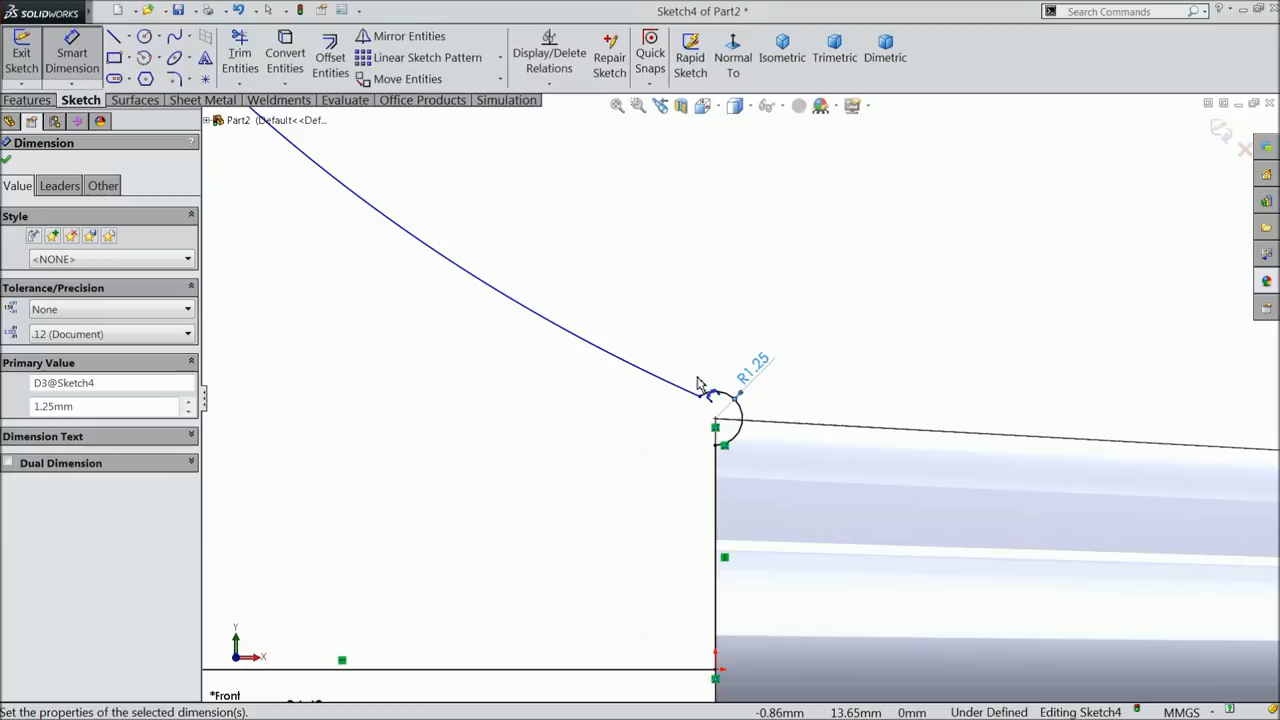 SOLIDWORKS
Sketch4 of Part2 *
Search Commands
Exit Sketch
Smart Dimension
Trim Entities
Convert Entities
Offset Entities
Mirror Entities
Linear Sketch Pattern
Move Entities
Display/Delete Relations
Repair Sketch
Quick Snaps
Rapid Sketch
Normal To
Isometric
Trimetric
Dimetric
Features
Sketch
Surfaces
Sheet Metal
Weldments
Evaluate
Office Products
Simulation
Part2 (Default<<Def...
Dimension
?
Value
Leaders
Other
Style
<NONE>
Tolerance/Precision
None
.12 (Document)
Primary Value
D3@Sketch4
1.25mm
Dimension Text
Dual Dimension
R1.25
Y
X
*Front
Set the properties of the selected dimension(s).
-0.86mm
13.65mm
0mm
Under Defined
Editing Sketch4
MMGS